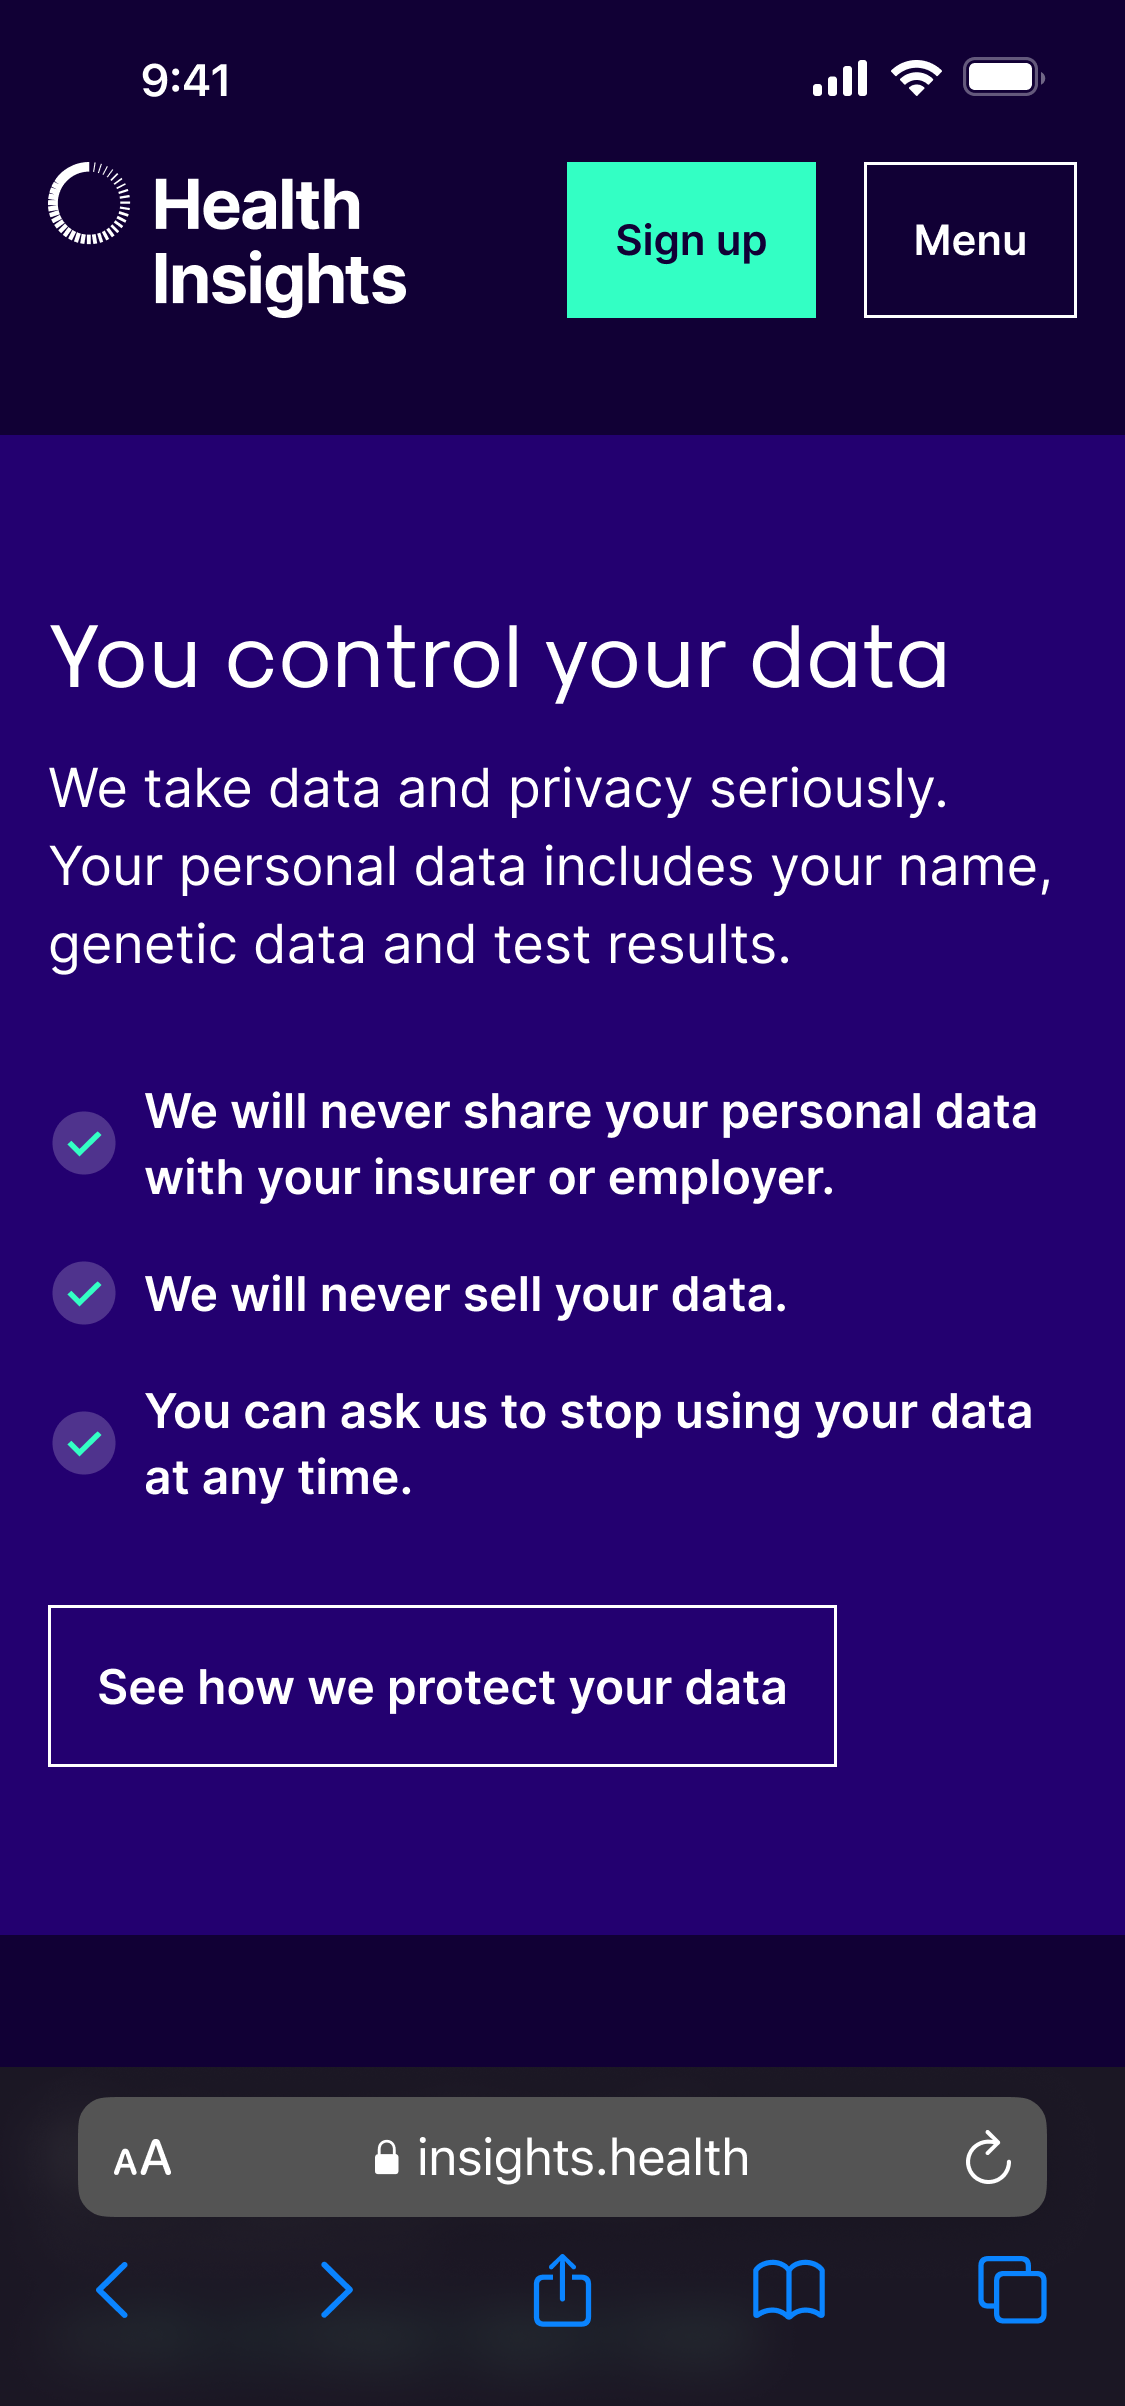 9:41
Health
Insights
Sign up
Menu
You control your data
We take data and privacy seriously.
Your personal data includes your name,
genetic data and test results.
We will never share your personal data
with your insurer or employer.
We will never sell your data.
You can ask us to stop using your data
at any time.
See how we protect your data
AA
insights.health